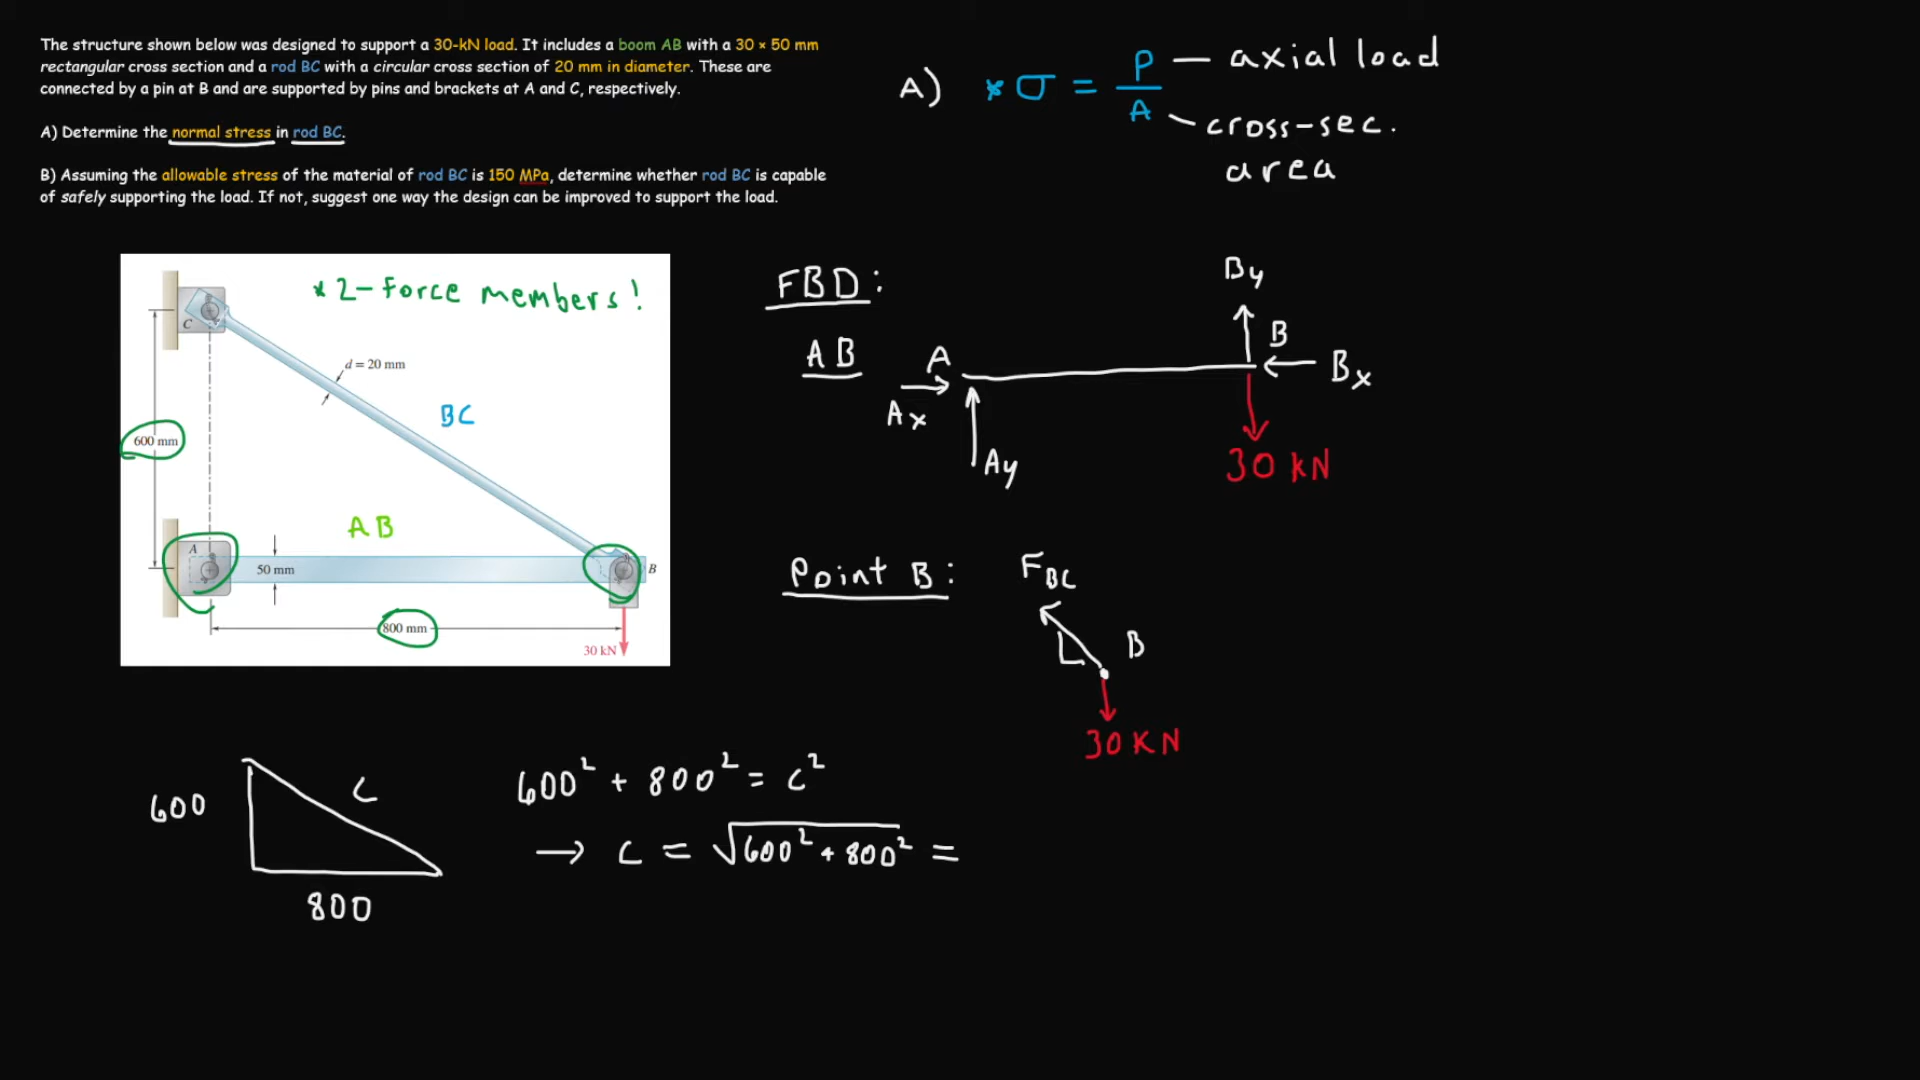 The structure shown below was designed to support a 30-kN load. It includes a boom AB with a 30 × 50 mm
rectangular cross section and a rod BC with a circular cross section of 20 mm in diameter. These are
connected by a pin at B and are supported by pins and brackets at A and C, respectively.
A) Determine the normal stress in rod BC.
B) Assuming the allowable stress of the material of rod BC is 150 MPa, determine whether rod BC is capable
of safely supporting the load. If not, suggest one way the design can be improved to support the load.
A) * σ = P/A
— axial load
cross-sec.
area
* 2-Force members!
C
d = 20 mm
BC
600 mm
AB
A
50 mm
B
800 mm
30 kN
FBD:
AB
A
Ax
Ay
By
B
Bx
30 kN
Point B:
F_BC
B
30 KN
600
C
800
600² + 800² = c²
→ c = √600² + 800² =